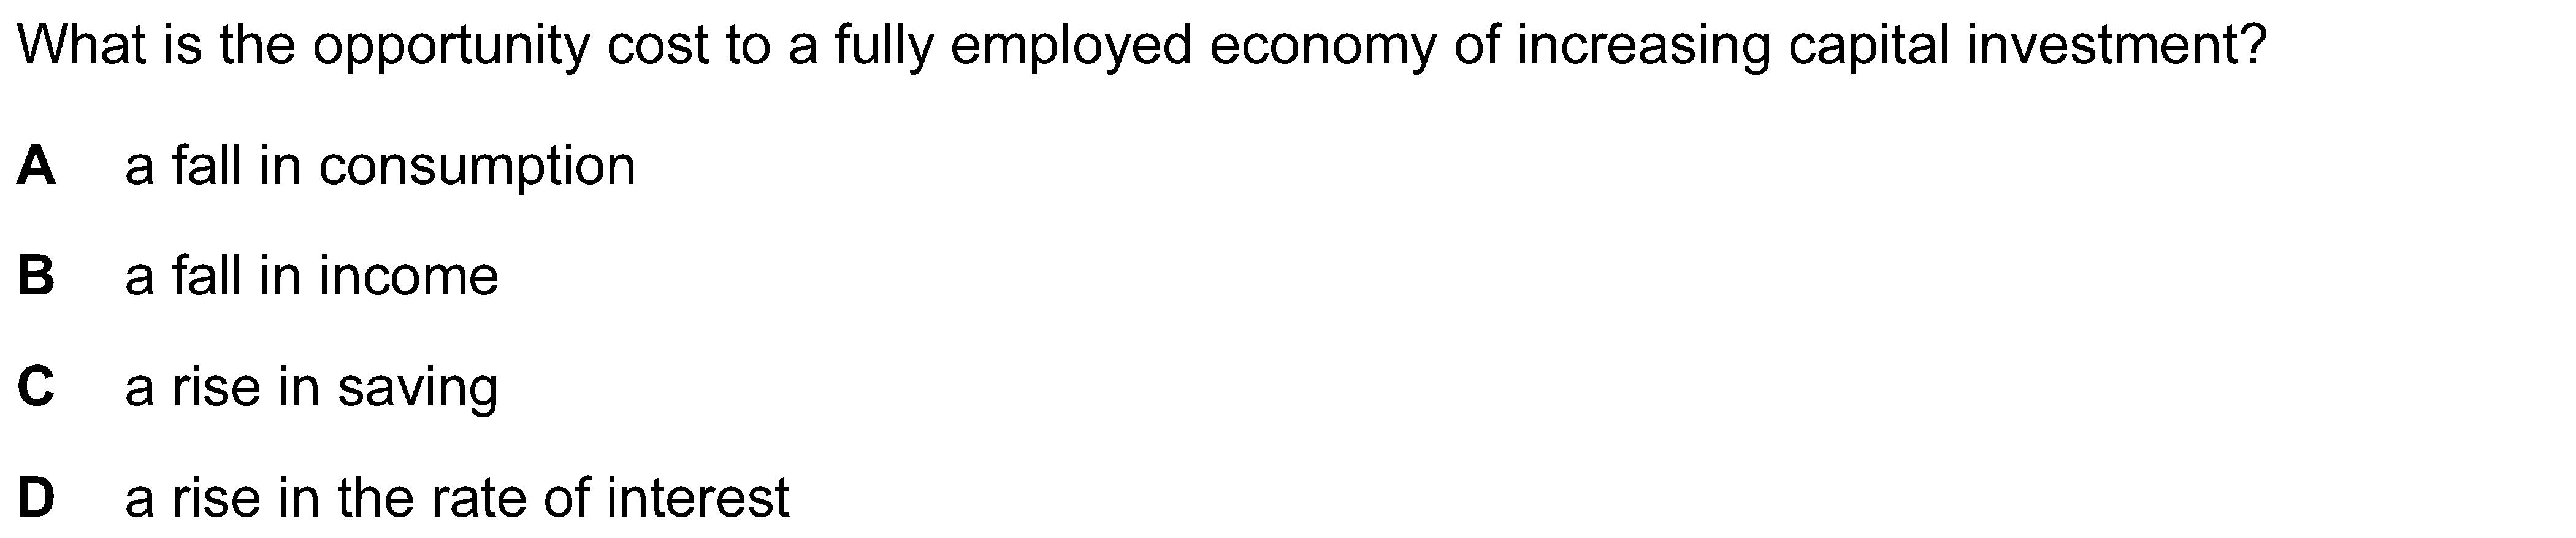 What is the opportunity cost to a fully employed economy of increasing capital investment?
A a fall in consumption
B a fall in income
C a rise in saving
D a rise in the rate of interest